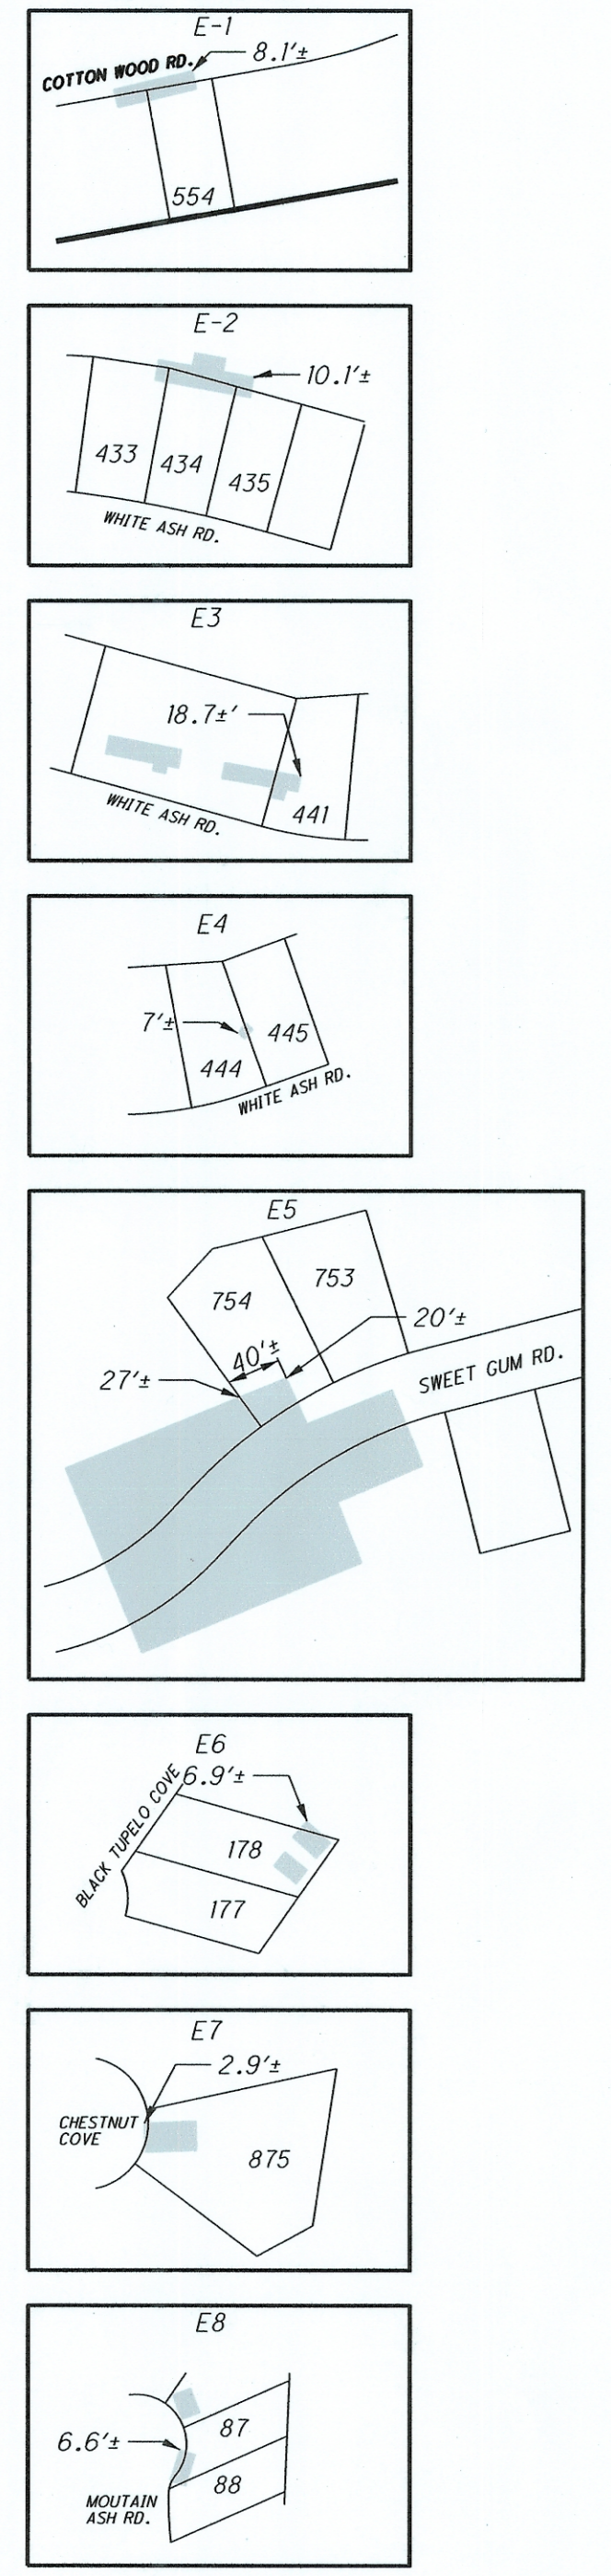 E-1
8.1'±
COTTON WOOD RD.
554
E-2
10.1'±
433
434
435
WHITE ASH RD.
E3
18.7±'
WHITE ASH RD.
441
E4
7'±
445
444
WHITE ASH RD.
E5
753
754
20'±
40'±
27'±
SWEET GUM RD.
E6
6.9'±
BLACK TUPELO COVE
178
177
E7
2.9'±
CHESTNUT
COVE
875
E8
87
6.6'±
88
MOUTAIN
ASH RD.